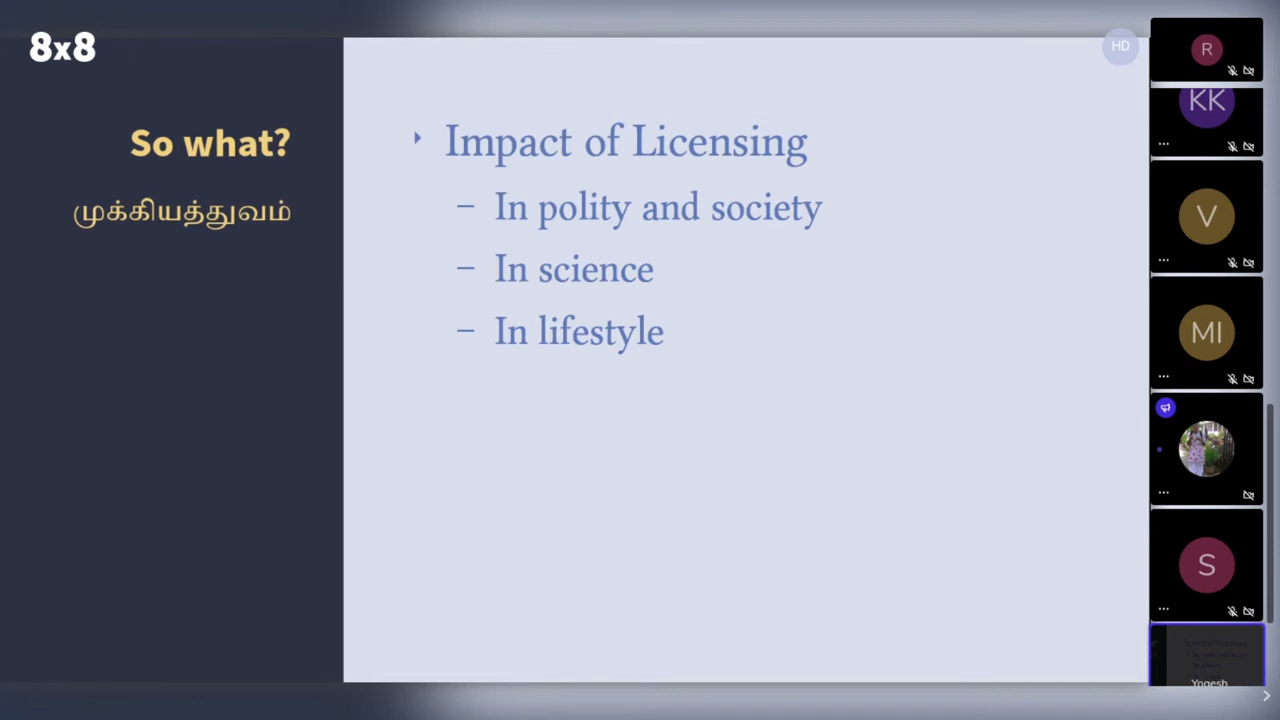 8x8
So what?
முக்கியத்துவம்
Impact of Licensing
– In polity and society
– In science
– In lifestyle
HD
R
KK
V
MI
S
Yogesh